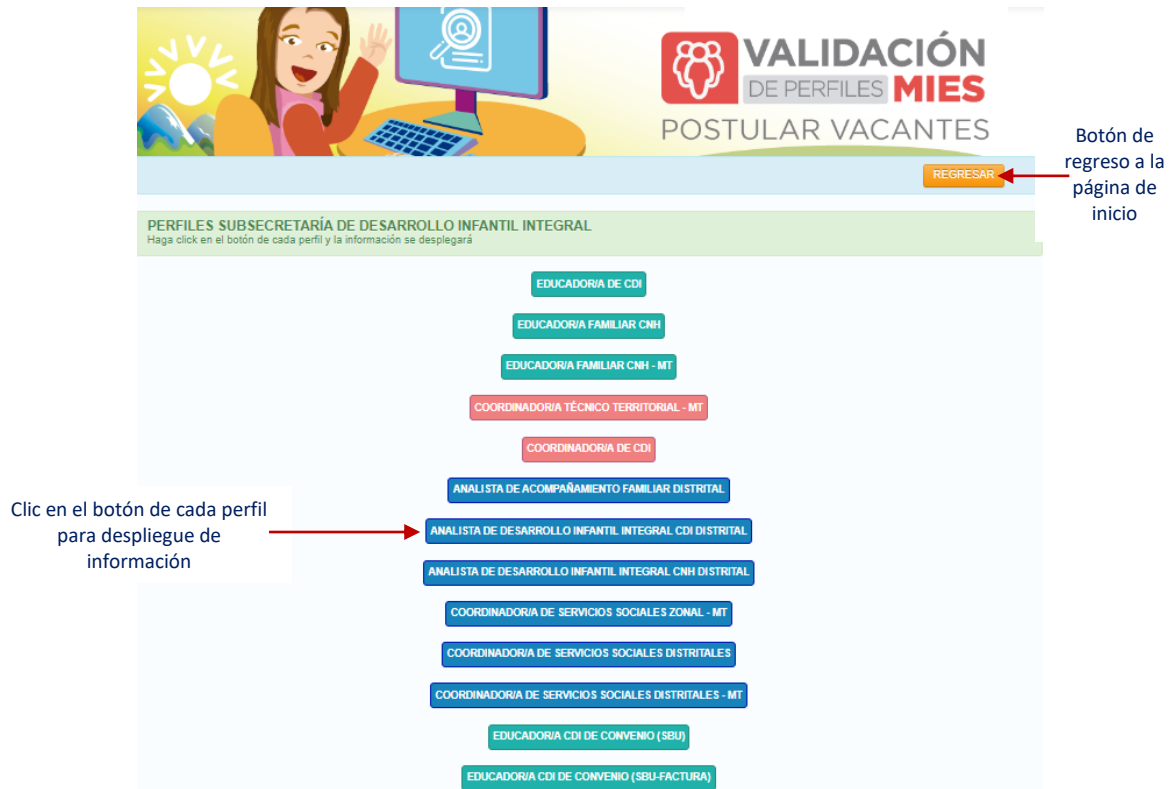 VALIDACIÓN
DE PERFILES MIES
POSTULAR VACANTES
REGRESAR
Botón de
regreso a la
página de
inicio
PERFILES SUBSECRETARÍA DE DESARROLLO INFANTIL INTEGRAL
Haga click en el botón de cada perfil y la información se desplegará
EDUCADOR/A DE CDI
EDUCADOR/A FAMILIAR CNH
EDUCADOR/A FAMILIAR CNH - MT
COORDINADOR/A TÉCNICO TERRITORIAL - MT
COORDINADOR/A DE CDI
ANALISTA DE ACOMPAÑAMIENTO FAMILIAR DISTRITAL
Clic en el botón de cada perfil
para despliegue de
información
ANALISTA DE DESARROLLO INFANTIL INTEGRAL CDI DISTRITAL
ANALISTA DE DESARROLLO INFANTIL INTEGRAL CNH DISTRITAL
COORDINADOR/A DE SERVICIOS SOCIALES ZONAL - MT
COORDINADOR/A DE SERVICIOS SOCIALES DISTRITALES
COORDINADOR/A DE SERVICIOS SOCIALES DISTRITALES - MT
EDUCADOR/A CDI DE CONVENIO (SBU)
EDUCADOR/A CDI DE CONVENIO (SBU-FACTURA)